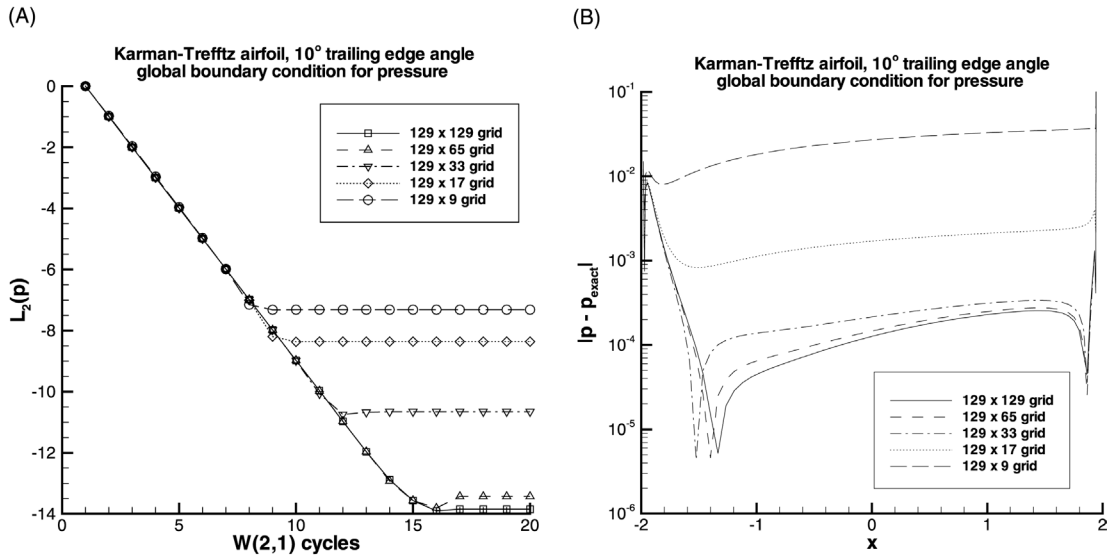 (A)
Karman-Trefftz airfoil, 10° trailing edge angle
global boundary condition for pressure
L₂(p)
0
-2
-4
-6
-8
-10
-12
-14
129 x 129 grid
129 x 65 grid
129 x 33 grid
129 x 17 grid
129 x 9 grid
0
5
10
15
20
W(2,1) cycles
(B)
Karman-Trefftz airfoil, 10° trailing edge angle
global boundary condition for pressure
|p - p_exact|
10⁻¹
10⁻²
10⁻³
10⁻⁴
10⁻⁵
10⁻⁶
129 x 129 grid
129 x 65 grid
129 x 33 grid
129 x 17 grid
129 x 9 grid
-2
-1
0
1
2
x